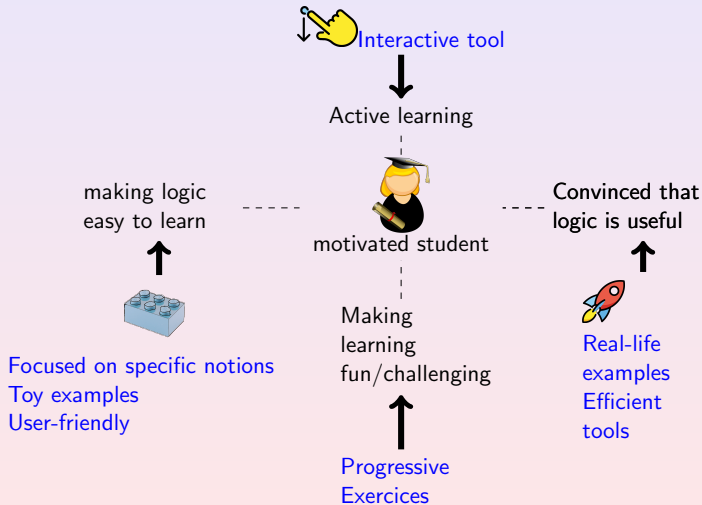 Interactive tool
Active learning
making logic
easy to learn
motivated student
Convinced that
logic is useful
Focused on specific notions
Toy examples
User-friendly
Making
learning
fun/challenging
Real-life
examples
Efficient
tools
Progressive
Exercices